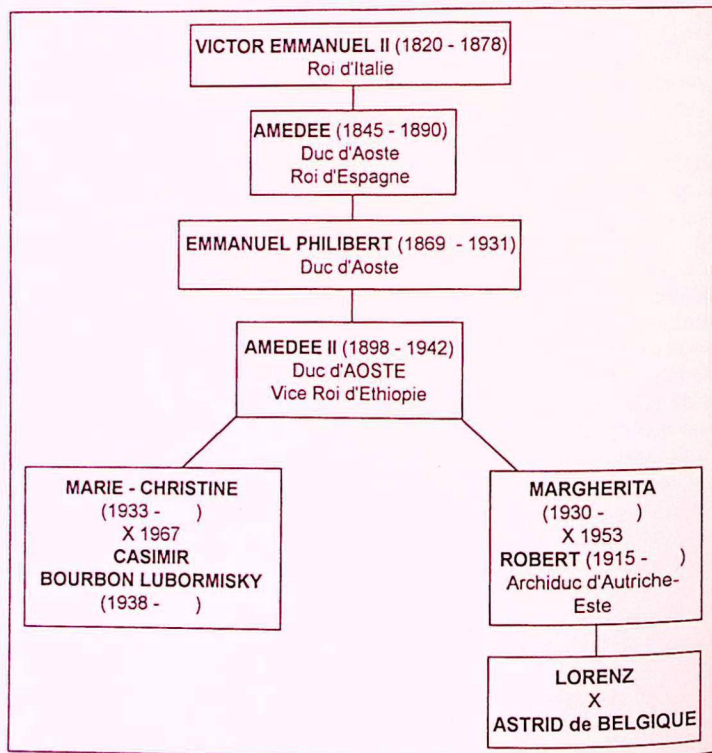 VICTOR EMMANUEL II (1820 - 1878)
Roi d'Italie
AMEDEE (1845 - 1890)
Duc d'Aoste
Roi d'Espagne
EMMANUEL PHILIBERT (1869 - 1931)
Duc d'Aoste
AMEDEE II (1898 - 1942)
Duc d'AOSTE
Vice Roi d'Ethiopie
MARIE - CHRISTINE
(1933 - )
X 1967
CASIMIR
BOURBON LUBORMISKY
(1938 - )
MARGHERITA
(1930 - )
X 1953
ROBERT (1915 - )
Archiduc d'Autriche-
Este
LORENZ
X
ASTRID de BELGIQUE